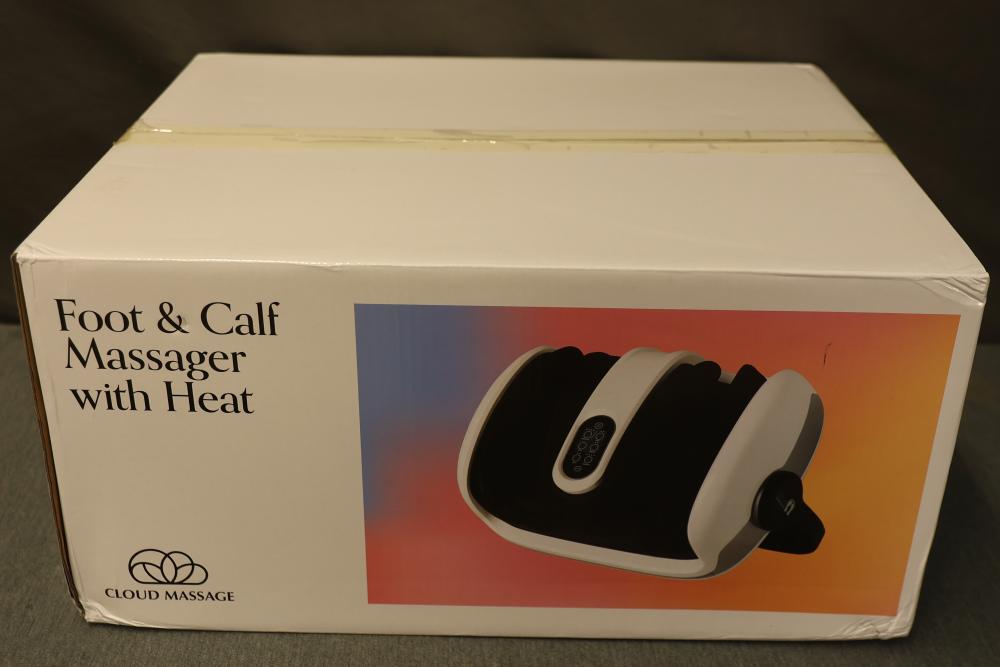 Foot & Calf
Massager
with Heat
CLOUD MASSAGE